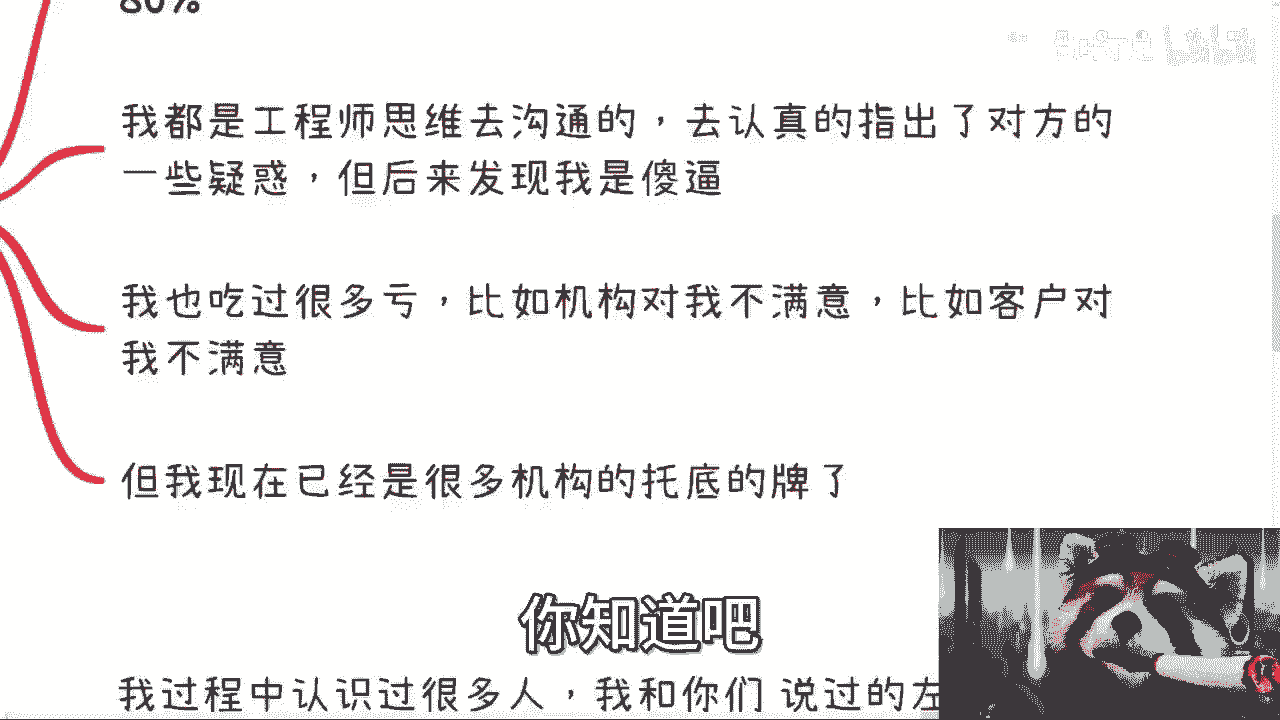 80%
我都是工程师思维去沟通的，去认真的指出了对方的
一些疑惑，但后来发现我是傻逼
我也吃过很多亏，比如机构对我不满意，比如客户对
我不满意
但我现在已经是很多机构的托底的牌了
你知道吧
我过程中认识过很多人，我和你们 说过的左